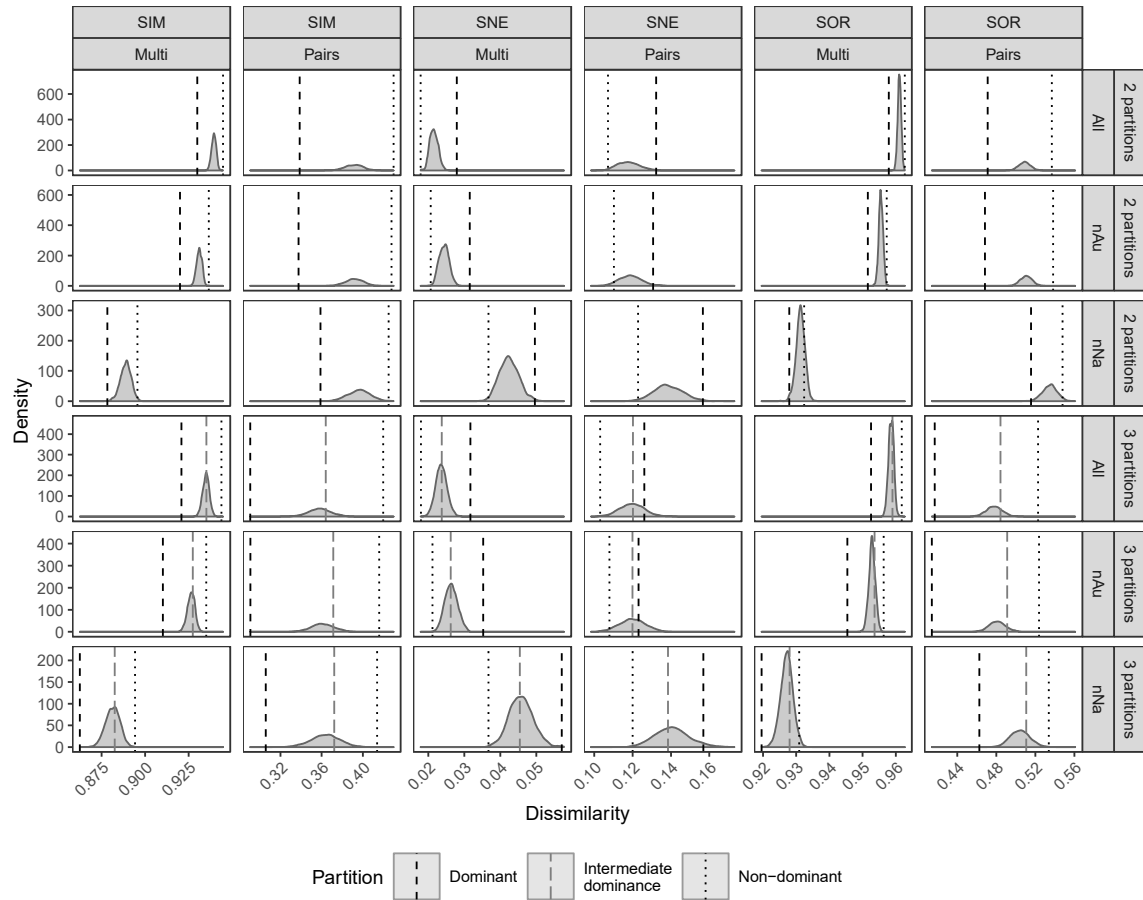 SIM SIM SNE SNE SOR SOR
Multi Pairs Multi Pairs Multi Pairs
600
400
200
0
All
2 partitions
600
400
200
0
nAu
2 partitions
300
200
100
0
nNa
2 partitions
400
300
200
100
0
All
3 partitions
400
300
200
100
0
nAu
3 partitions
200
150
100
50
0
nNa
3 partitions
Density
0.875 0.900 0.925 0.32 0.36 0.40 0.02 0.03 0.04 0.05 0.10 0.12 0.14 0.16 0.92 0.93 0.94 0.95 0.96 0.44 0.48 0.52 0.56
Dissimilarity
Partition Dominant Intermediate dominance Non−dominant